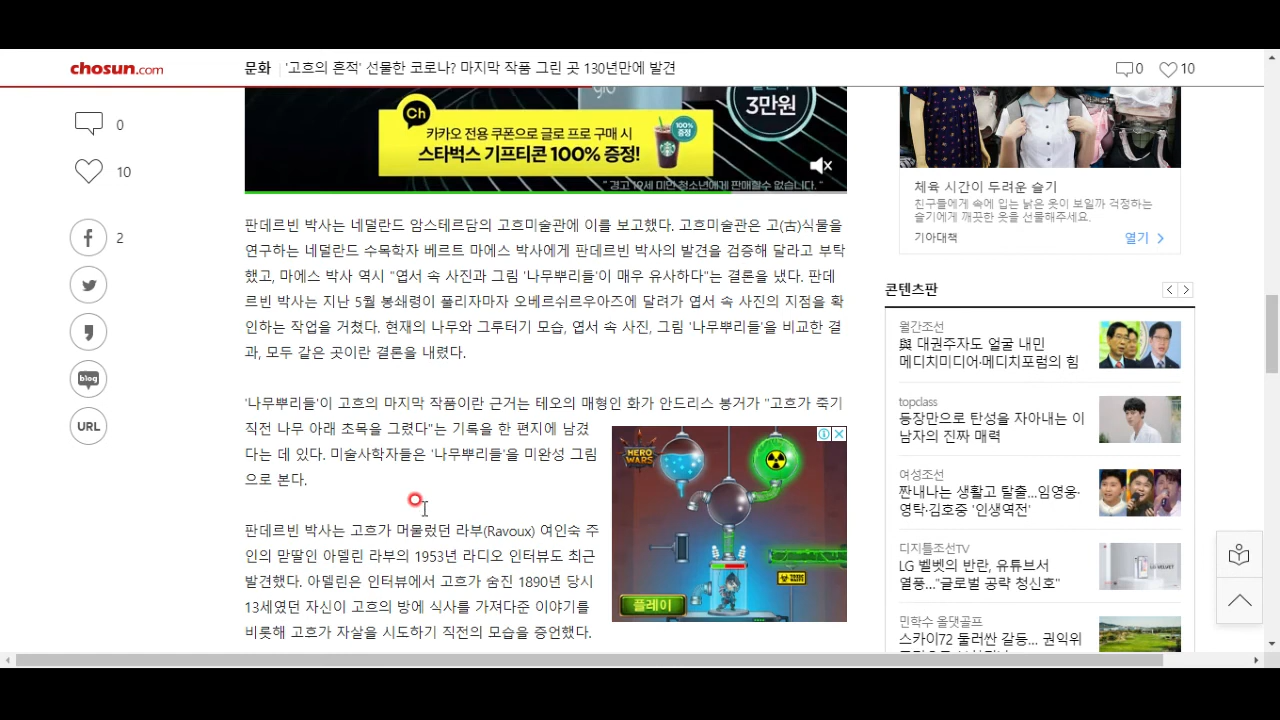 chosun.com
문화
'고흐의 흔적' 선물한 코로나? 마지막 작품 그린 곳 130년만에 발견
0
10
0
10
2
blog
URL
Ch
3만원
카카오 전용 쿠폰으로 글로 프로 구매 시
스타벅스 기프티콘 100% 증정!
100%
증정
" 경고 19세 미만 청소년에게 판매할수 없습니다. "
판데르빈 박사는 네덜란드 암스테르담의 고흐미술관에 이를 보고했다. 고흐미술관은 고(古)식물을
연구하는 네덜란드 수목학자 베르트 마에스 박사에게 판데르빈 박사의 발견을 검증해 달라고 부탁
했고, 마에스 박사 역시 "엽서 속 사진과 그림 '나무뿌리들'이 매우 유사하다"는 결론을 냈다. 판데
르빈 박사는 지난 5월 봉쇄령이 풀리자마자 오베르쉬르우아즈에 달려가 엽서 속 사진의 지점을 확
인하는 작업을 거쳤다. 현재의 나무와 그루터기 모습, 엽서 속 사진, 그림 '나무뿌리들'을 비교한 결
과, 모두 같은 곳이란 결론을 내렸다.
'나무뿌리들'이 고흐의 마지막 작품이란 근거는 테오의 매형인 화가 안드리스 봉거가 "고흐가 죽기
직전 나무 아래 초목을 그렸다"는 기록을 한 편지에 남겼
다는 데 있다. 미술사학자들은 '나무뿌리들'을 미완성 그림
으로 본다.
판데르빈 박사는 고흐가 머물렀던 라부(Ravoux) 여인숙 주
인의 맏딸인 아델린 라부의 1953년 라디오 인터뷰도 최근
발견했다. 아델린은 인터뷰에서 고흐가 숨진 1890년 당시
13세였던 자신이 고흐의 방에 식사를 가져다준 이야기를
비롯해 고흐가 자살을 시도하기 직전의 모습을 증언했다.
HERO
WARS
플레이
체육 시간이 두려운 슬기
친구들에게 속에 입는 낡은 옷이 보일까 걱정하는
슬기에게 깨끗한 옷을 선물해주세요.
기아대책
열기
콘텐츠판
월간조선
與 대권주자도 얼굴 내민
메디치미디어·메디치포럼의 힘
topclass
등장만으로 탄성을 자아내는 이
남자의 진짜 매력
여성조선
짠내나는 생활고 탈출...임영웅·
영탁·김호중 '인생역전'
디지틀조선TV
LG 벨벳의 반란, 유튜브서
열풍..."글로벌 공략 청신호"
민학수 올댓골프
스카이72 둘러싼 갈등... 권익위